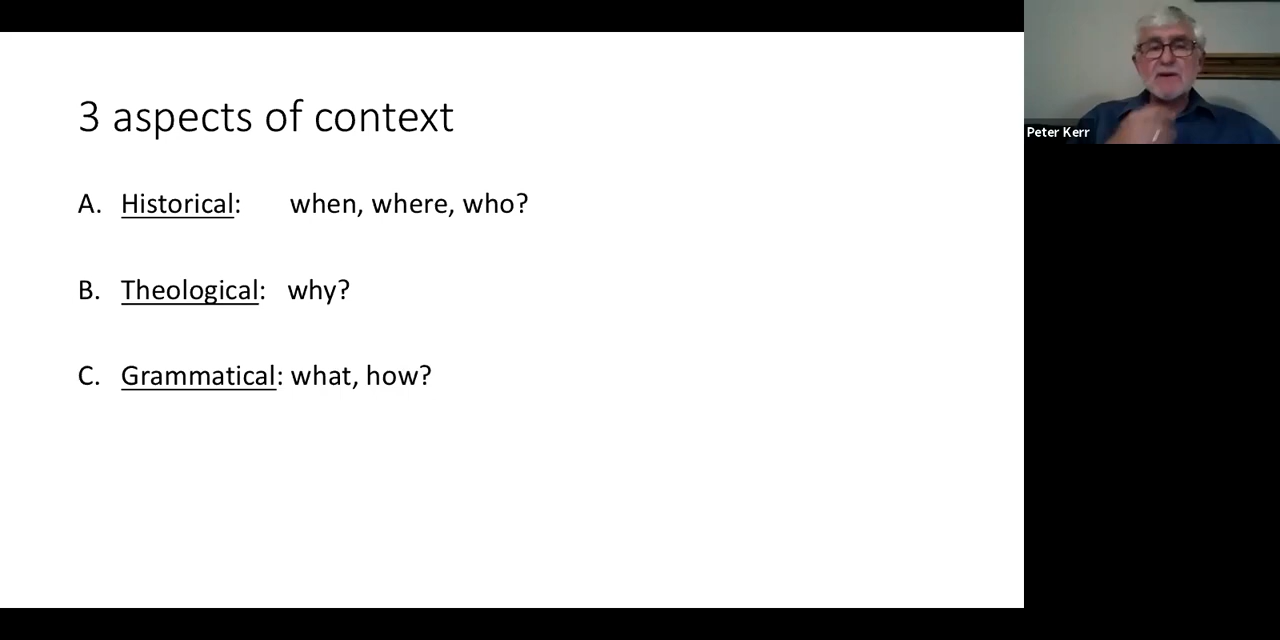 3 aspects of context
A. Historical: when, where, who?
B. Theological: why?
C. Grammatical: what, how?
Peter Kerr